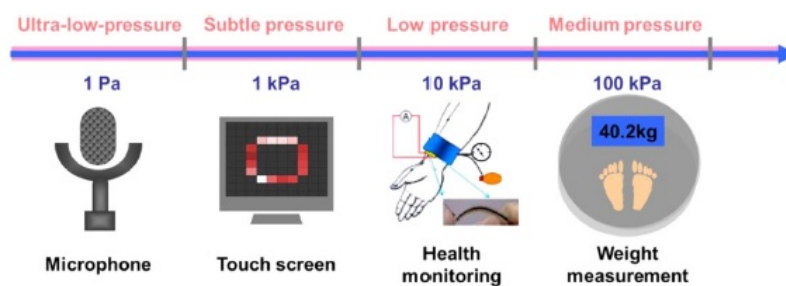 Ultra-low-pressure Subtle pressure Low pressure Medium pressure
1 Pa 1 kPa 10 kPa 100 kPa
A
40.2kg
Microphone Touch screen Health monitoring Weight measurement